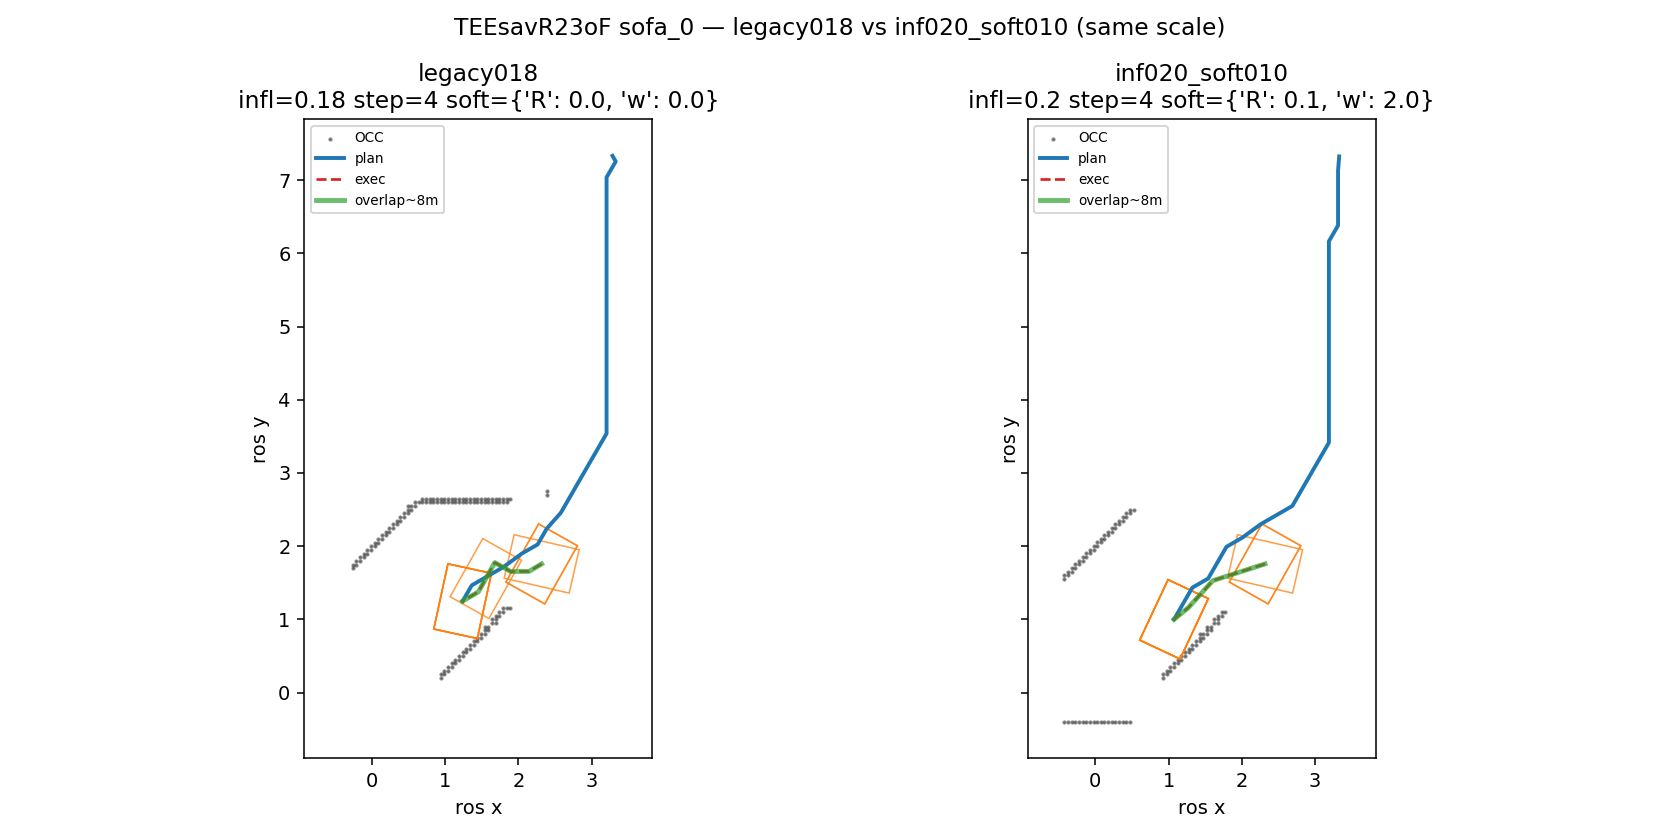 TEEsavR23oF sofa_0 — legacy018 vs inf020_soft010 (same scale)
legacy018
infl=0.18 step=4 soft={'R': 0.0, 'w': 0.0}
OCC
plan
exec
overlap~8m
7
6
5
4
3
2
1
0
ros y
0 1 2 3
ros x
inf020_soft010
infl=0.2 step=4 soft={'R': 0.1, 'w': 2.0}
OCC
plan
exec
overlap~8m
ros y
0 1 2 3
ros x